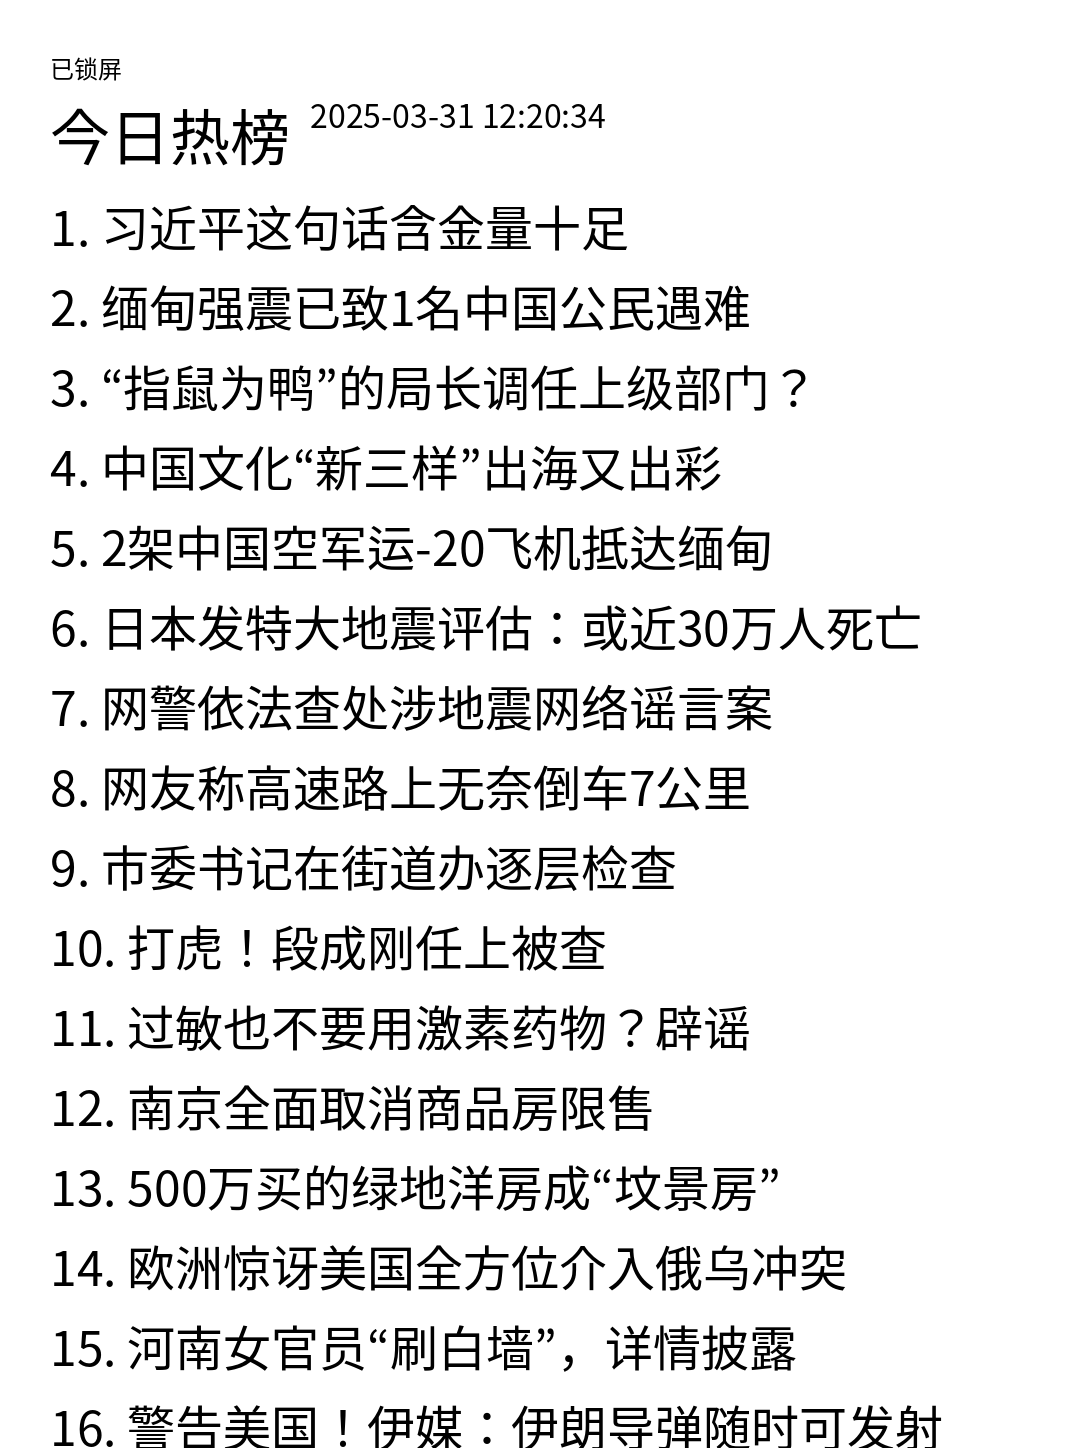 已锁屏
今日热榜 2025-03-31 12:20:34
1. 习近平这句话含金量十足
2. 缅甸强震已致1名中国公民遇难
3. “指鼠为鸭”的局长调任上级部门？
4. 中国文化“新三样”出海又出彩
5. 2架中国空军运-20飞机抵达缅甸
6. 日本发特大地震评估：或近30万人死亡
7. 网警依法查处涉地震网络谣言案
8. 网友称高速路上无奈倒车7公里
9. 市委书记在街道办逐层检查
10. 打虎！段成刚任上被查
11. 过敏也不要用激素药物？辟谣
12. 南京全面取消商品房限售
13. 500万买的绿地洋房成“坟景房”
14. 欧洲惊讶美国全方位介入俄乌冲突
15. 河南女官员“刷白墙”，详情披露
16. 警告美国！伊媒：伊朗导弹随时可发射